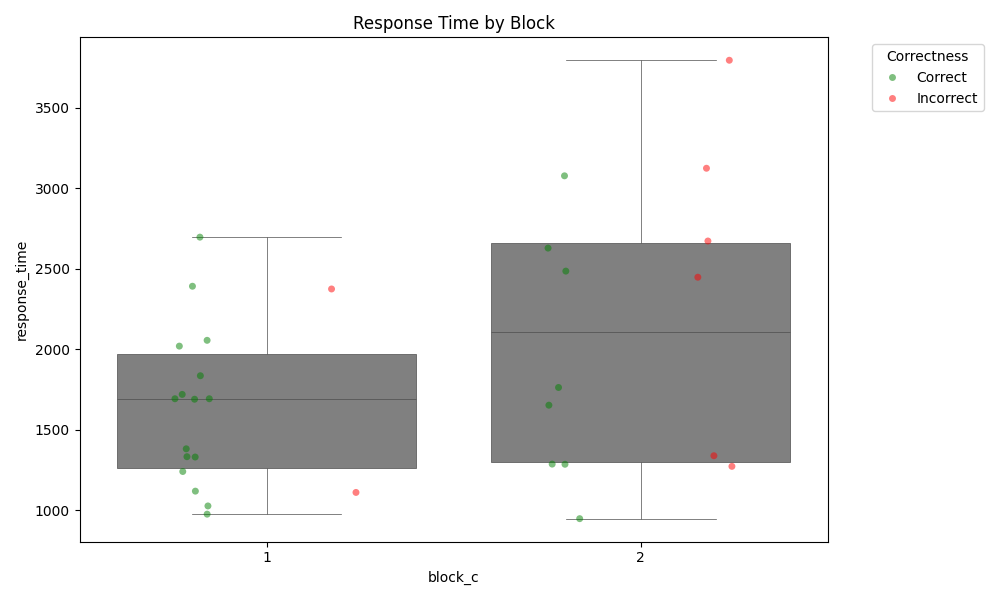 Response Time by Block
Correctness
Correct
Incorrect
3500
3000
2500
2000
1500
1000
response_time
1
2
block_c